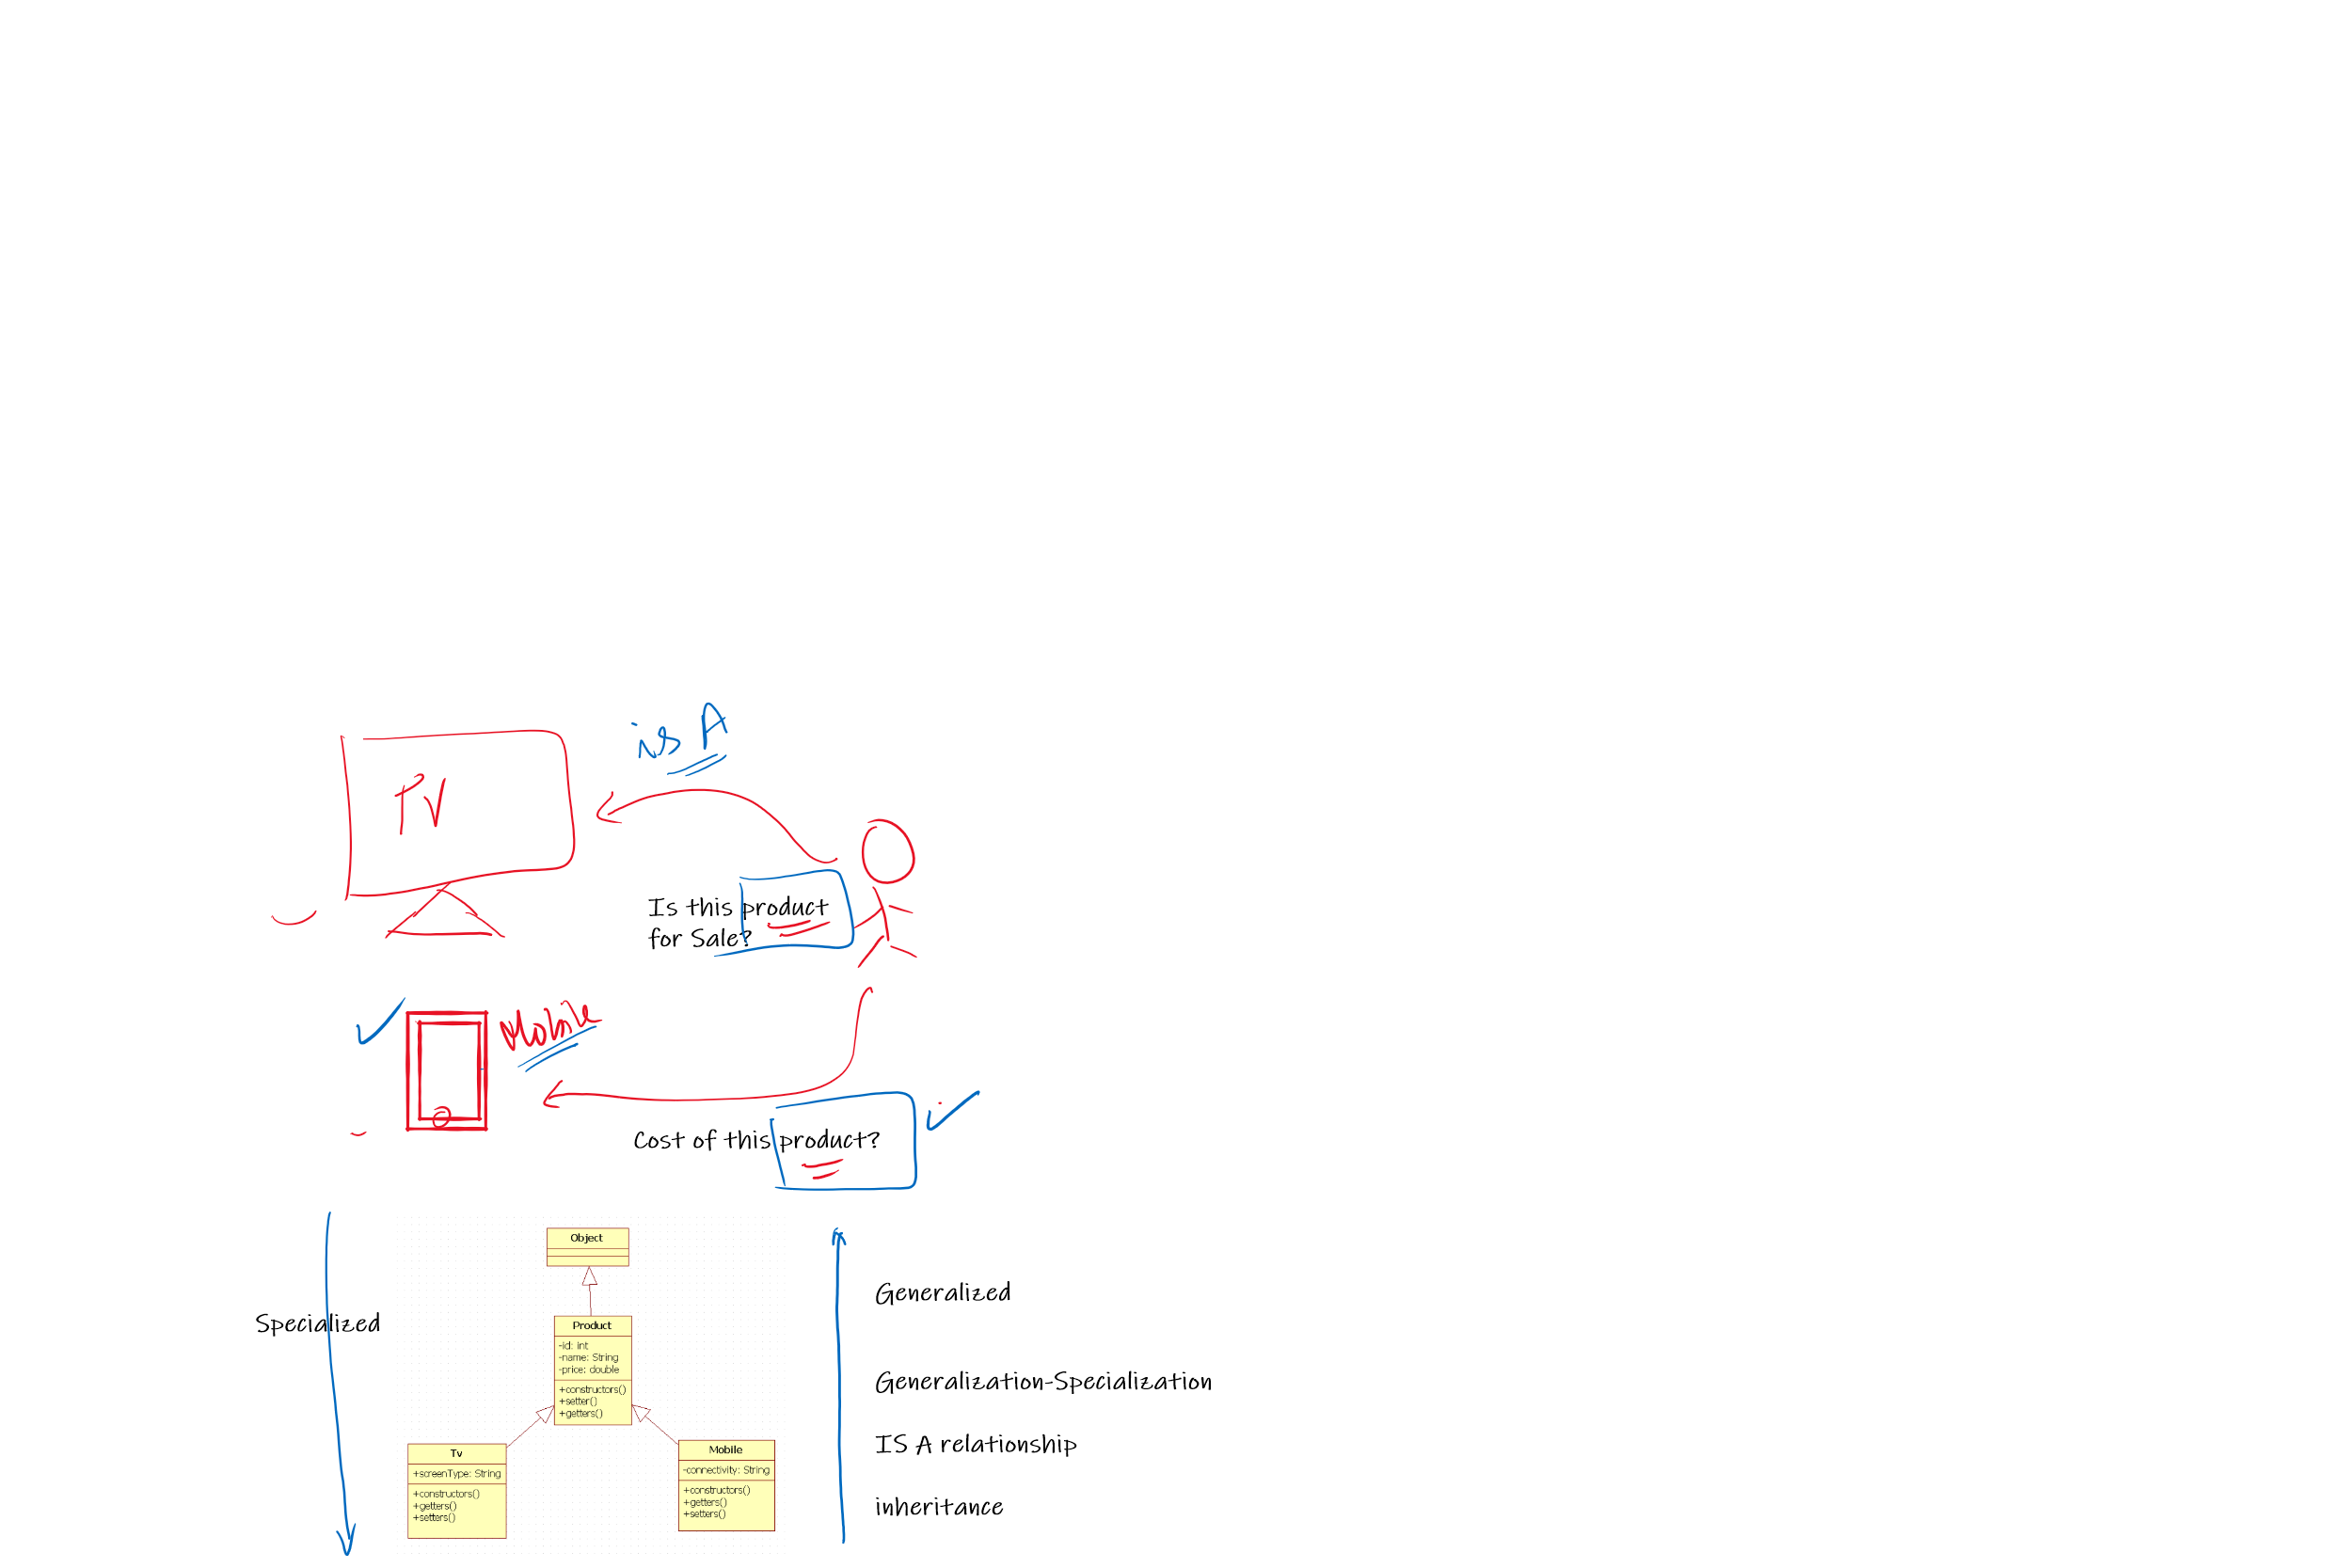 is A
TV
Is this product
for Sale?
Mobile
Cost of this product?
Object
Generalized
Specialized
Product
-id: int
-name: String
-price: double
+constructors()
+setter()
+getters()
Generalization-Specialization
IS A relationship
Tv
+screenType: String
+constructors()
+getters()
+setters()
Mobile
-connectivity: String
+constructors()
+getters()
+setters()
inheritance